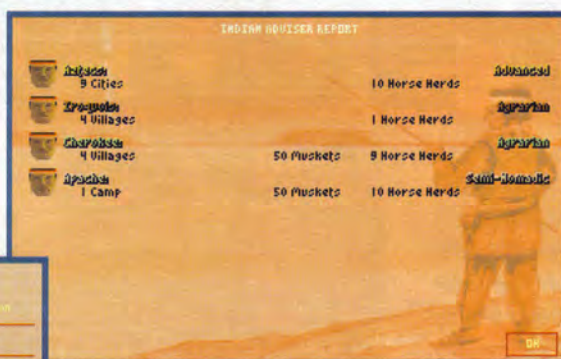 INDIAN ADVISER REPORT
Aztecs: Advanced
9 Cities 10 Horse Herds
Iroquois: Agrarian
4 Villages 1 Horse Herds
Cherokee: Agrarian
4 Villages 50 Muskets 9 Horse Herds
Apache: Semi-Nomadic
1 Camp 50 Muskets 10 Horse Herds
OK